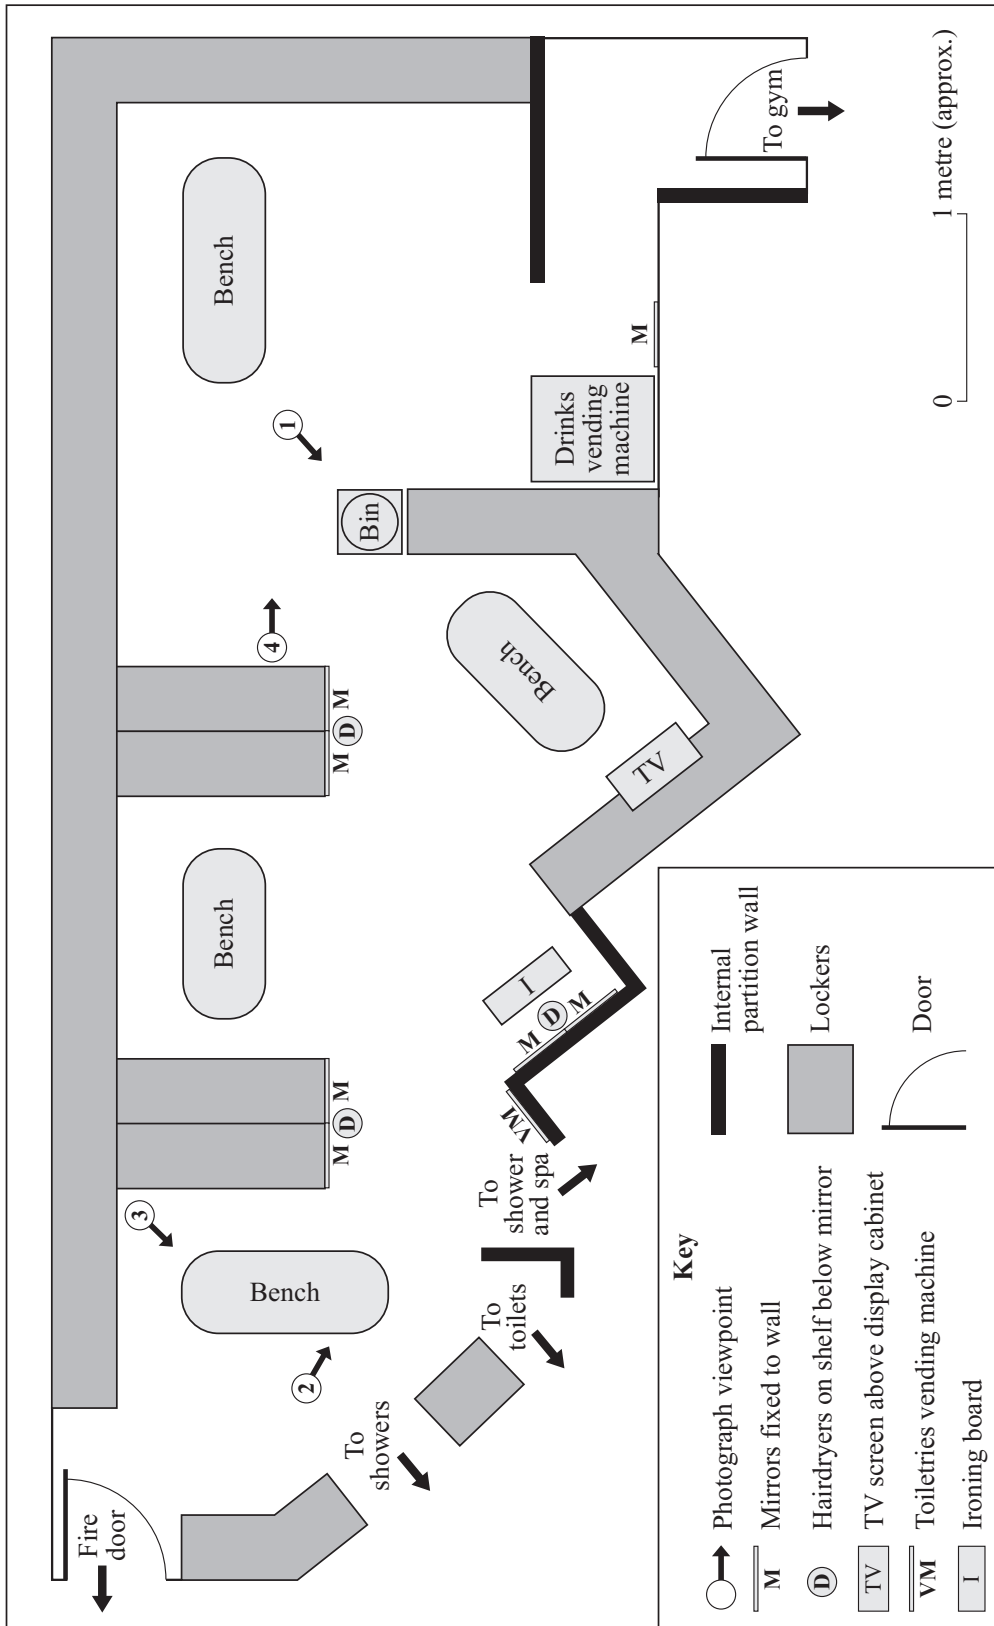 Fire
door
To
showers
To
toilets
To
shower
and spa
3
2
Bench
M
D
M
VM
M
D
M
I
Bench
M
D
M
TV
4
Bench
Bin
1
Drinks
vending
machine
M
Bench
To gym
0
1 metre (approx.)
Key
Photograph viewpoint
M
Mirrors fixed to wall
D
Hairdryers on shelf below mirror
TV
TV screen above display cabinet
VM
Toiletries vending machine
I
Ironing board
Internal
partition wall
Lockers
Door